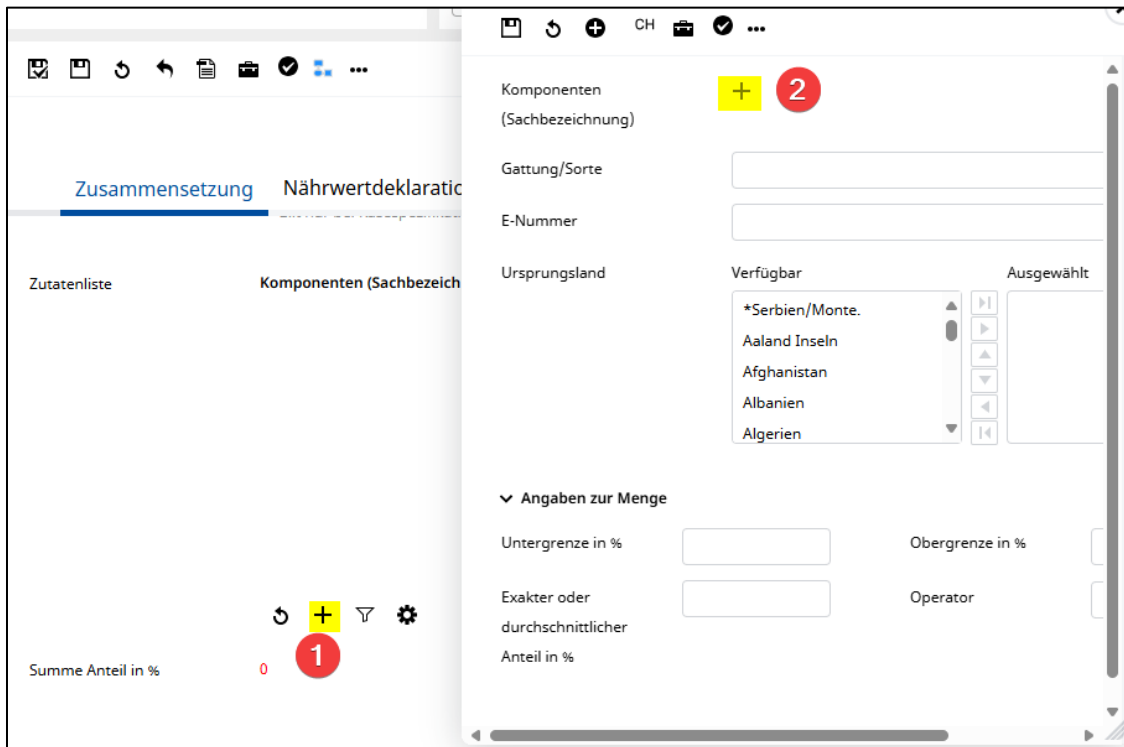 CH
Komponenten
(Sachbezeichnung)
2
Gattung/Sorte
E-Nummer
Ursprungsland
Verfügbar
Ausgewählt
*Serbien/Monte.
Aaland Inseln
Afghanistan
Albanien
Algerien
Angaben zur Menge
Untergrenze in %
Obergrenze in %
Exakter oder
durchschnittlicher
Anteil in %
Operator
Zusammensetzung
Nährwertdeklaratio
Zutatenliste
Komponenten (Sachbezeich
1
Summe Anteil in %
0